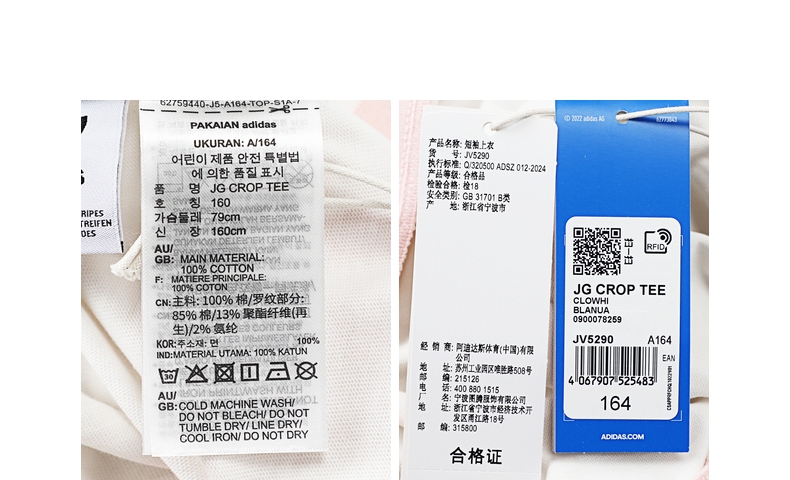 62759440-J5-A164-TOP-S1A-7
PAKAIAN adidas
UKURAN: A/164
어린이 제품 안전 특별법
에 의한 품질 표시
품 명 JG CROP TEE
호 칭 160
가슴둘레 79cm
신 장 160cm
AU/
GB: MAIN MATERIAL:
100% COTTON
F: MATIERE PRINCIPALE:
100% COTON
CN: 主料: 100% 棉/罗纹部分:
85% 棉/13% 聚酯纤维(再
生)/2% 氨纶
KOR: 주소재: 면 100%
IND: MATERIAL UTAMA: 100% KATUN
30
AU/
GB: COLD MACHINE WASH/
DO NOT BLEACH/ DO NOT
TUMBLE DRY/ LINE DRY/
COOL IRON/ DO NOT DRY
RIPES
TREIFEN
DES
产品名称: 短袖上衣
货 号: JV5290
执行标准: Q/320500 ADSZ 012-2024
产品等级: 合格品
检验合格: 检18
安全类别: GB 31701 B类
产 地: 浙江省宁波市
经 销 商: 阿迪达斯体育(中国)有限
公司
地 址: 苏州工业园区唯胜路508号
邮 编: 215126
电 话: 400 880 1515
厂 名: 宁波图腾服饰有限公司
地 址: 浙江省宁波市经济技术开
发区甬江路18号
邮 编: 315800
合格证
© 2022 adidas AG
62773843
RFID
JG CROP TEE
CLOWHI
BLANUA
0900078259
JV5290 A164
EAN
4 067907 525483
164
ADIDAS.COM